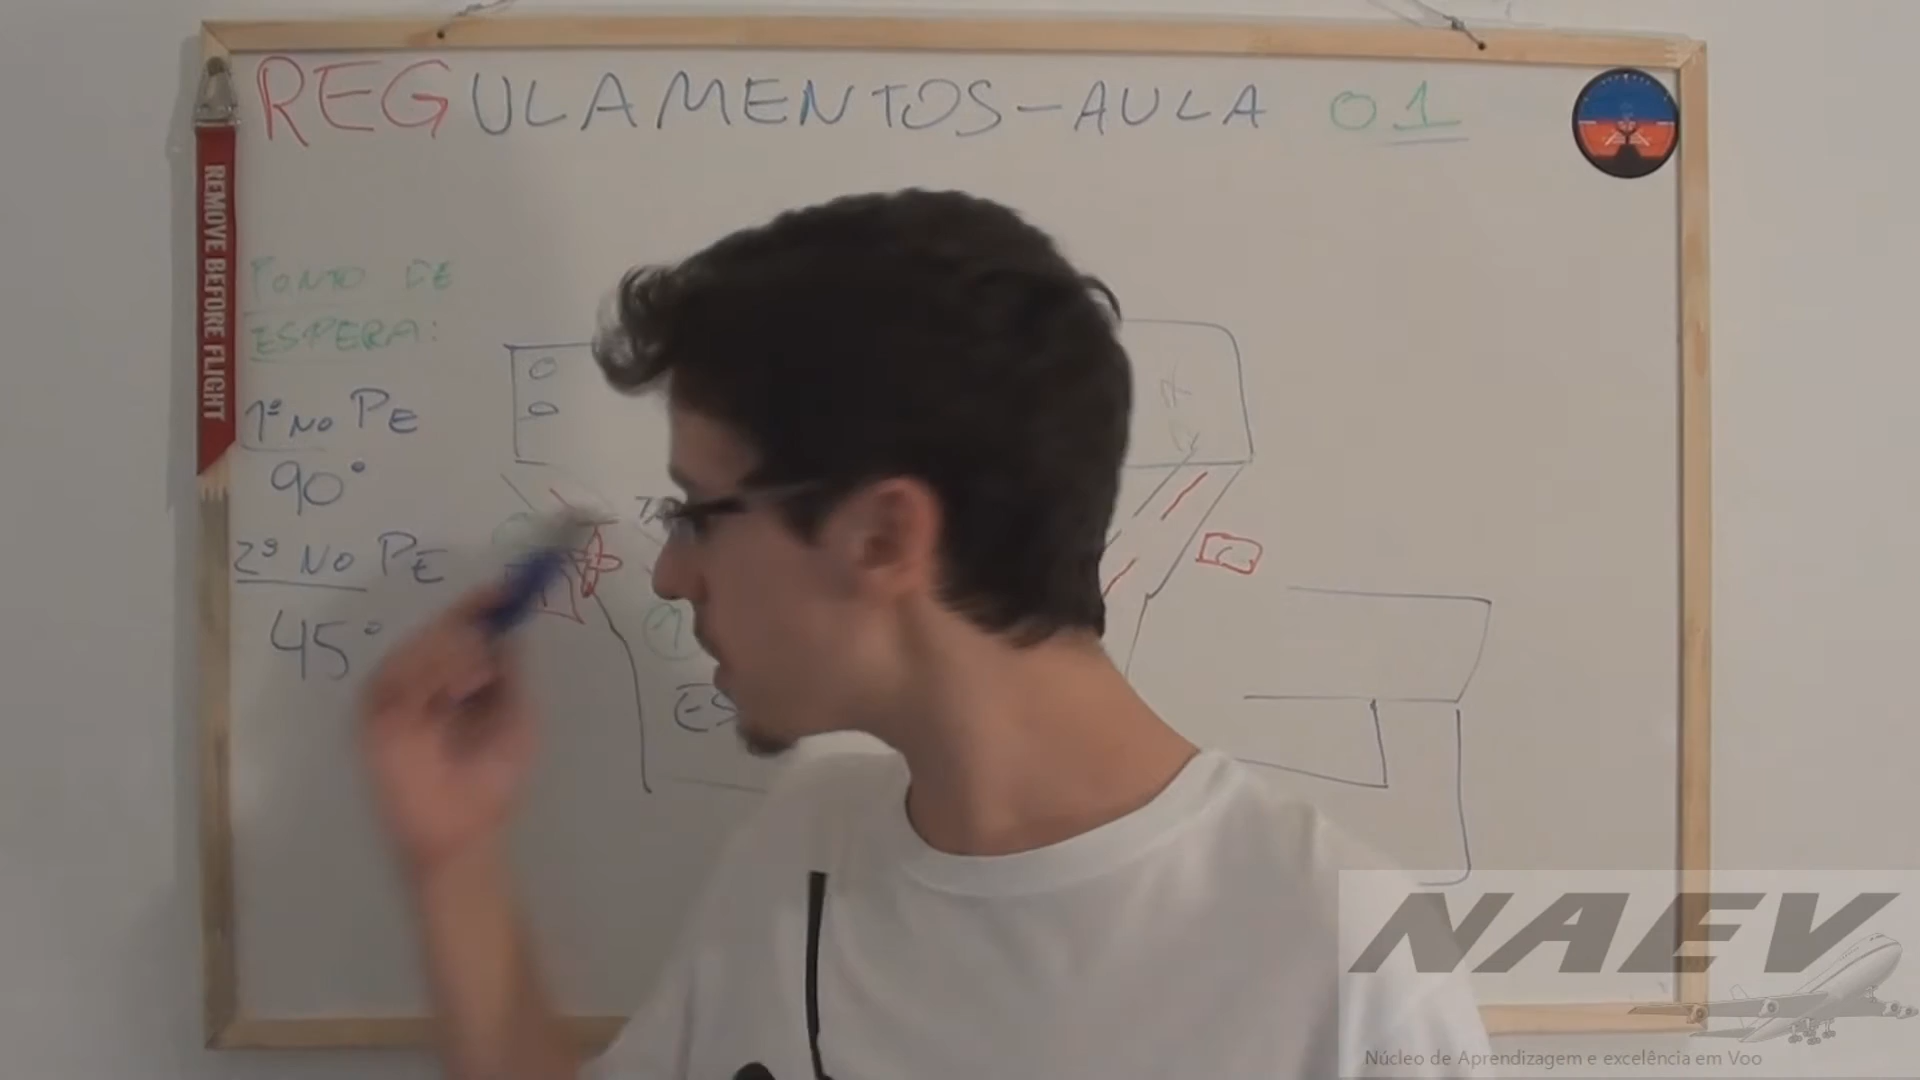 REGULAMENTOS-AULA 01
REMOVE BEFORE FLIGHT
PONTO DE
ESPERA:
1º NO PE
90°
2º NO PE
45°
ES
NAEV
Núcleo de Aprendizagem e excelência em Voo